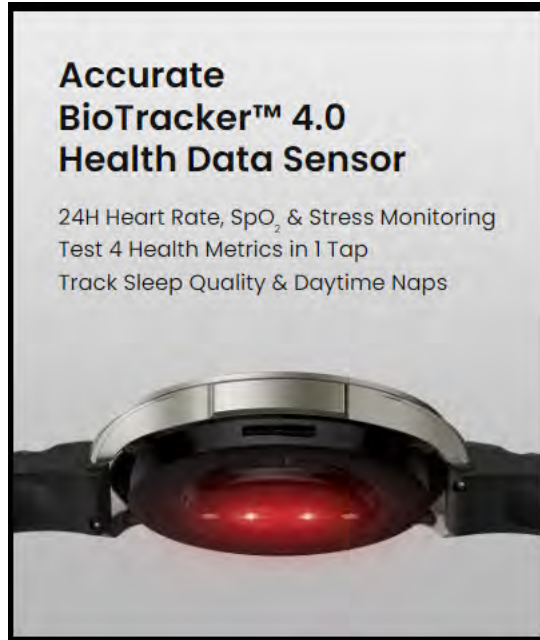 Accurate
BioTracker™ 4.0
Health Data Sensor
24H Heart Rate, SpO₂ & Stress Monitoring
Test 4 Health Metrics in 1 Tap
Track Sleep Quality & Daytime Naps